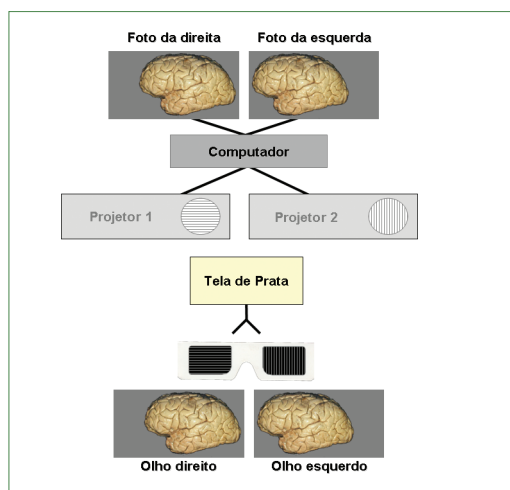 Foto da direita Foto da esquerda
Computador
Projetor 1 Projetor 2
Tela de Prata
Olho direito Olho esquerdo